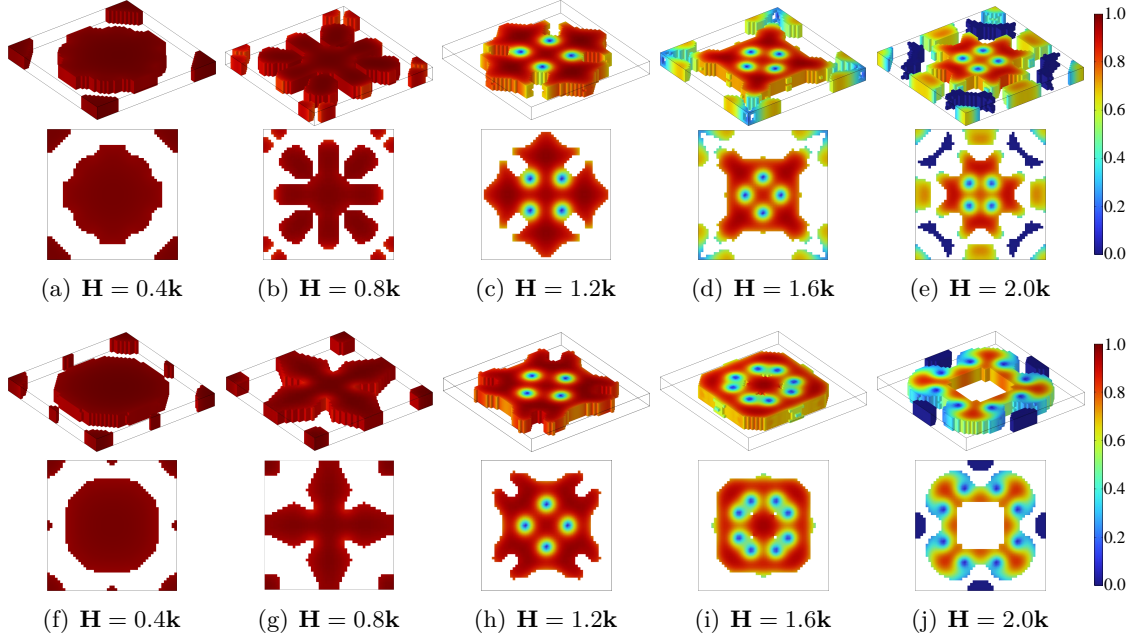 1.0
0.8
0.6
0.4
0.2
0.0
(a) H = 0.4k
(b) H = 0.8k
(c) H = 1.2k
(d) H = 1.6k
(e) H = 2.0k
1.0
0.8
0.6
0.4
0.2
0.0
(f) H = 0.4k
(g) H = 0.8k
(h) H = 1.2k
(i) H = 1.6k
(j) H = 2.0k